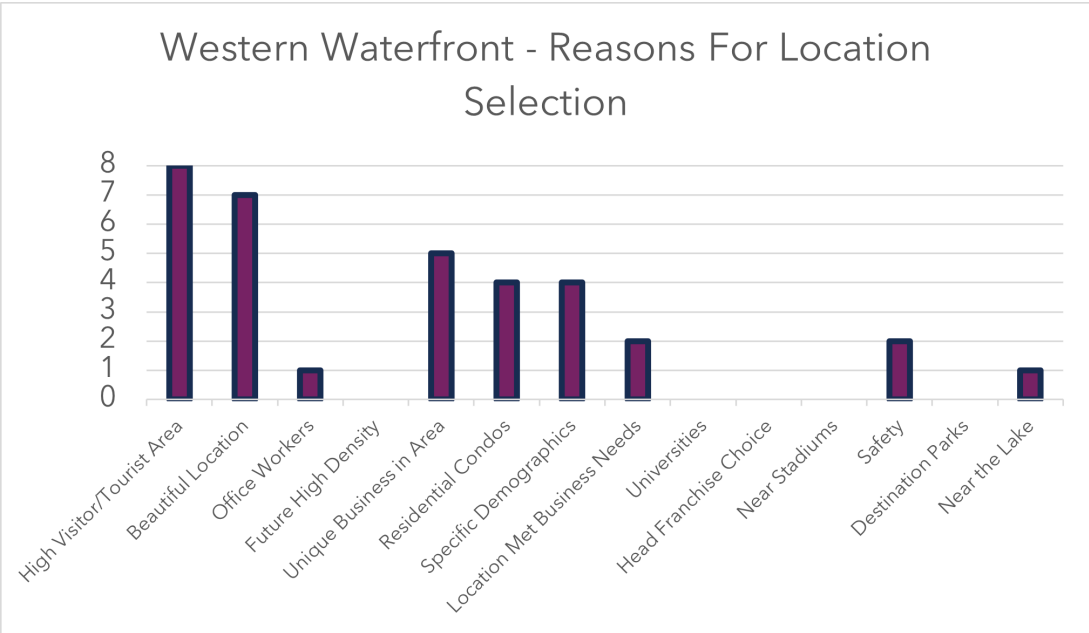 Western Waterfront - Reasons For Location
Selection
8
7
6
5
4
3
2
1
0
High Visitor/Tourist Area
Beautiful Location
Office Workers
Future High Density
Unique Business in Area
Residential Condos
Specific Demographics
Location Met Business Needs
Universities
Head Franchise Choice
Near Stadiums
Safety
Destination Parks
Near the Lake